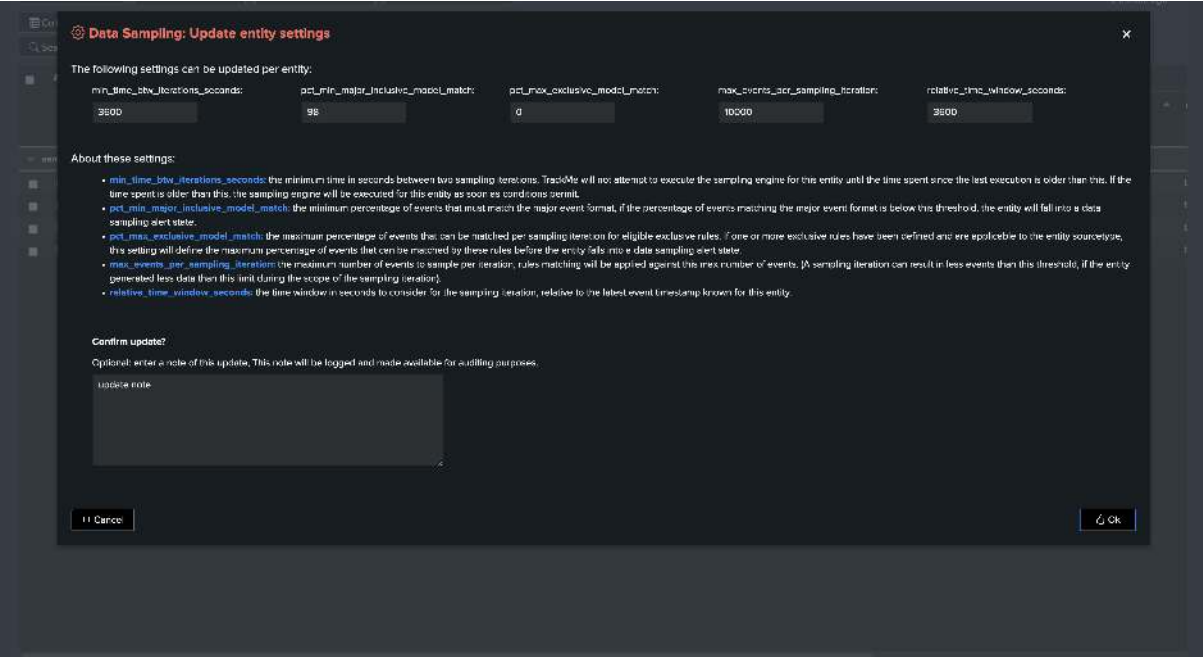 Data Sampling: Update entity settings
The following settings can be updated per entity:
min_time_btw_iterations_seconds: pct_min_major_inclusive_model_match: pct_max_exclusive_model_match: max_events_per_sampling_iteration: relative_time_window_seconds:
3600 98 0 10000 3600
About these settings:
• min_time_btw_iterations_seconds: the minimum time in seconds between two sampling iterations. TrackMe will not attempt to execute the sampling engine for this entity until the time spent since the last execution is older than this. If the
time spent is older than this, the sampling engine will be executed for this entity as soon as conditions permit.
• pct_min_major_inclusive_model_match: the minimum percentage of events that must match the major event format, if the percentage of events matching the major event format is below this threshold, the entity will fall into a data
sampling alert state.
• pct_max_exclusive_model_match: the maximum percentage of events that can be matched per sampling iteration for eligible exclusive rules, if one or more exclusive rules have been defined and are applicable to the entity sourcetype,
this setting will define the maximum percentage of events that can be matched by these rules before the entity falls into a data sampling alert state.
• max_events_per_sampling_iteration: the maximum number of events to sample per iteration, rules matching will be applied against this max number of events. (A sampling iteration can result in less events than this threshold, if the entity
generated less data than this limit during the scope of the sampling iteration).
• relative_time_window_seconds: the time window in seconds to consider for the sampling iteration, relative to the latest event timestamp known for this entity.
Confirm update?
Optional: enter a note of this update, This note will be logged and made available for auditing purposes.
update note
Cancel Ok